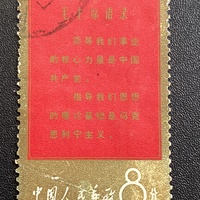 毛主席语录
领导我们事业
的核心力量是中国
共产党。
指导我们思想
的理论基础是马克
思列宁主义。
中国人民邮政8分